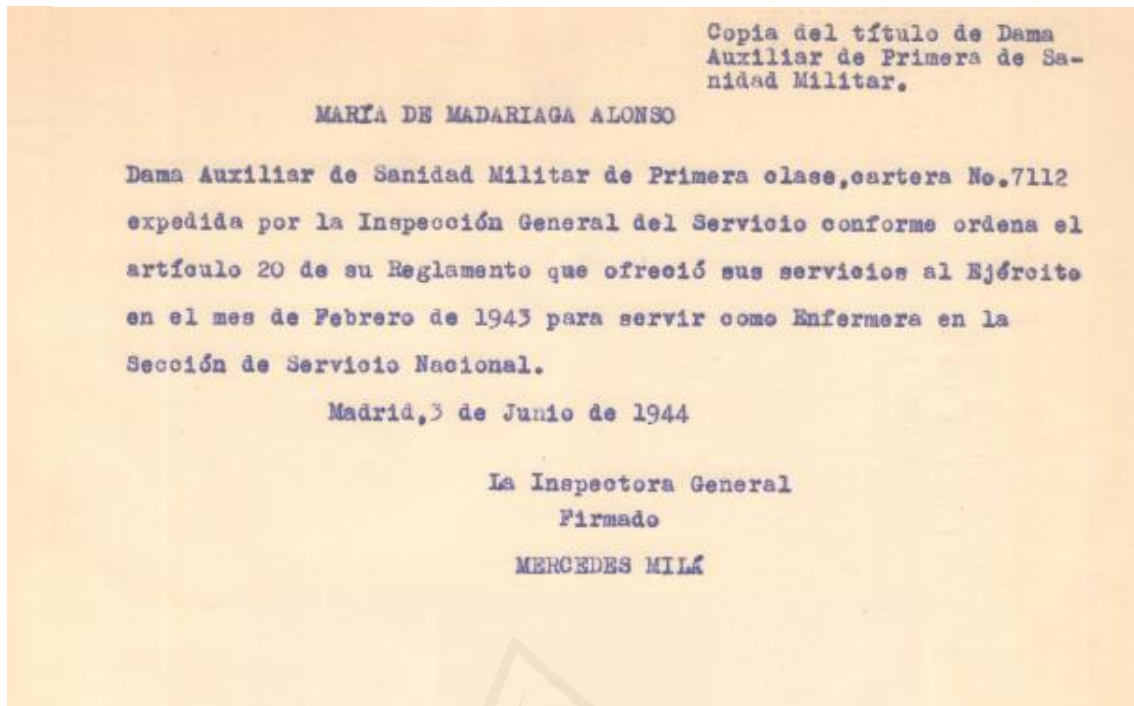 Copia del título de Dama
Auxiliar de Primera de Sa-
nidad Militar.
MARÍA DE MADARIAGA ALONSO
Dama Auxiliar de Sanidad Militar de Primera clase,cartera No.7112
expedida por la Inspección General del Servicio conforme ordena el
artículo 20 de su Reglamento que ofreció sus servicios al Ejército
en el mes de Febrero de 1943 para servir como Enfermera en la
Sección de Servicio Nacional.
Madrid,3 de Junio de 1944
La Inspectora General
Firmado
MERCEDES MILÁ